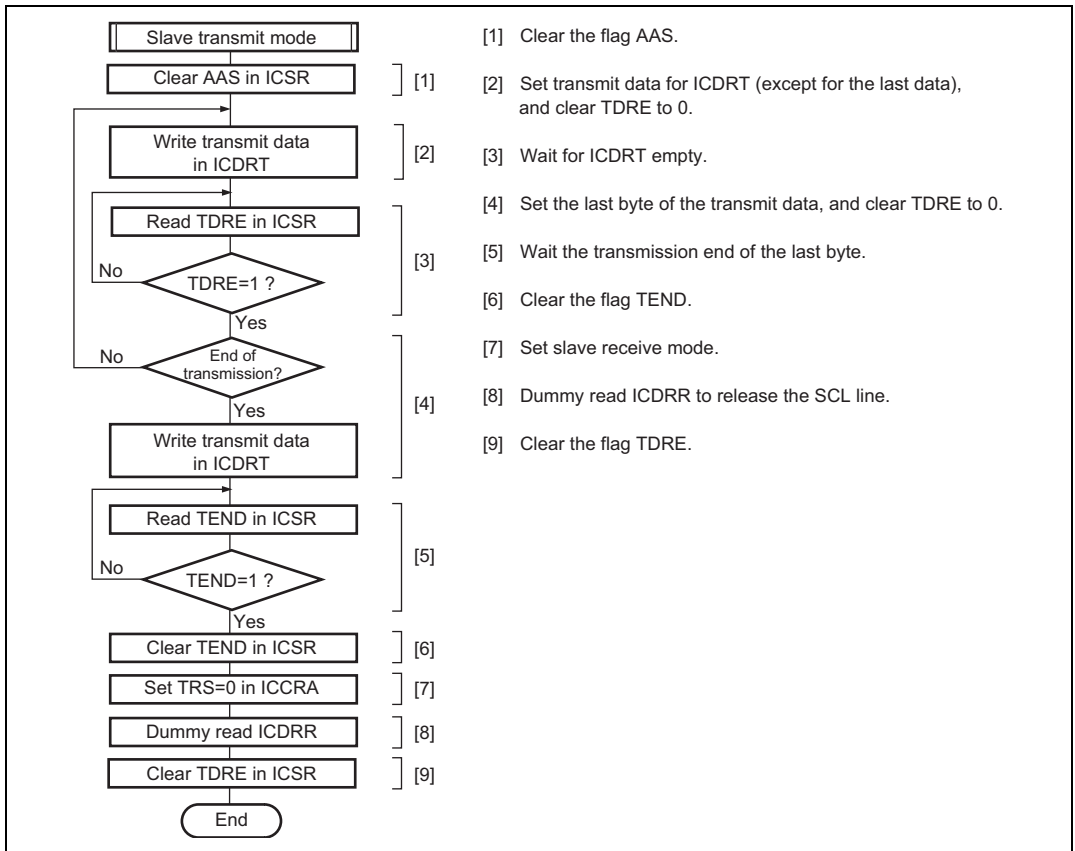 Slave transmit mode
Clear AAS in ICSR
[1]
Write transmit data
in ICDRT
[2]
Read TDRE in ICSR
[3]
No
TDRE=1 ?
Yes
No
End of
transmission?
[4]
Yes
Write transmit data
in ICDRT
Read TEND in ICSR
[5]
No
TEND=1 ?
Yes
Clear TEND in ICSR
[6]
Set TRS=0 in ICCRA
[7]
Dummy read ICDRR
[8]
Clear TDRE in ICSR
[9]
End
[1] Clear the flag AAS.
[2] Set transmit data for ICDRT (except for the last data),
and clear TDRE to 0.
[3] Wait for ICDRT empty.
[4] Set the last byte of the transmit data, and clear TDRE to 0.
[5] Wait the transmission end of the last byte.
[6] Clear the flag TEND.
[7] Set slave receive mode.
[8] Dummy read ICDRR to release the SCL line.
[9] Clear the flag TDRE.